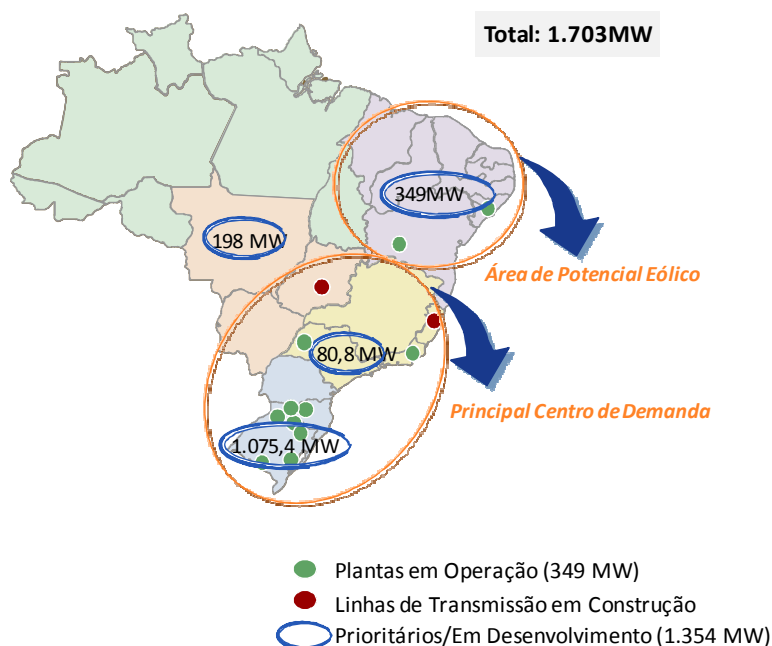 Total: 1.703MW
349MW
198 MW
Área de Potencial Eólico
80,8 MW
Principal Centro de Demanda
1.075,4 MW
Plantas em Operação (349 MW)
Linhas de Transmissão em Construção
Prioritários/Em Desenvolvimento (1.354 MW)